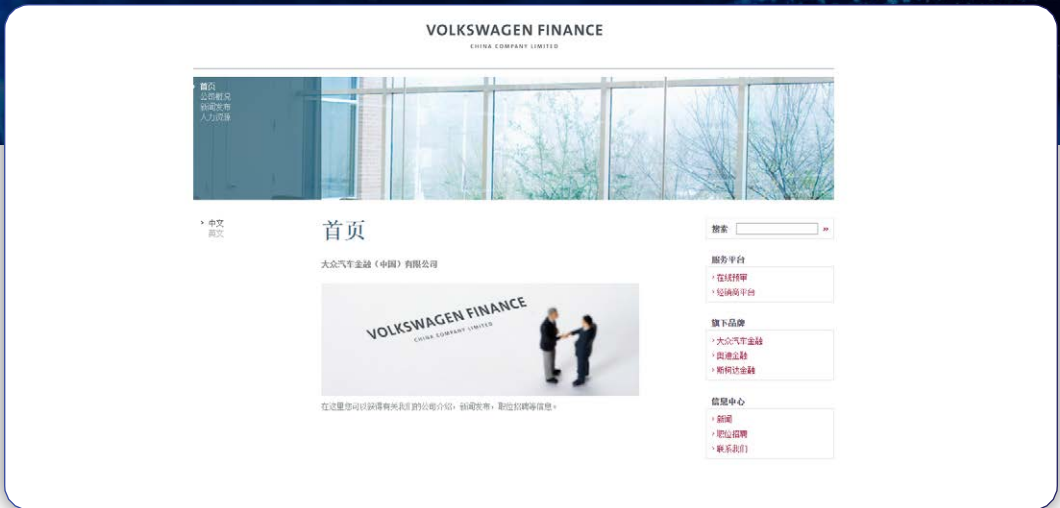 VOLKSWAGEN FINANCE
CHINA COMPANY LIMITED
首页
公司概况
新闻发布
人力资源
中文
英文
首页
大众汽车金融（中国）有限公司
VOLKSWAGEN FINANCE
CHINA COMPANY LIMITED
在这里您可以获得有关我们的公司介绍，新闻发布，职位招聘等信息。
搜索 »
服务平台
› 在线预审
› 经销商平台
旗下品牌
› 大众汽车金融
› 奥迪金融
› 斯柯达金融
信息中心
› 新闻
› 职位招聘
› 联系我们